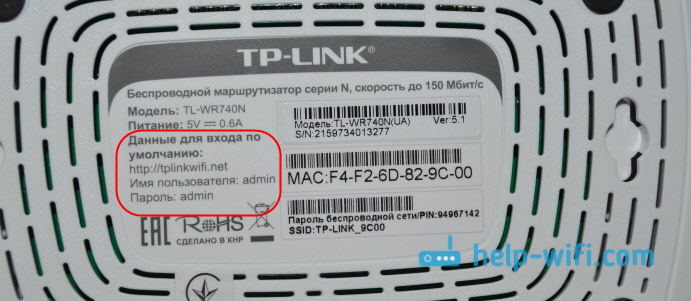 TP-LINK®
Беспроводной маршрутизатор серии N, скорость до 150 Мбит/с
Модель: TL-WR740N
Питание: 5V ⎓ 0.6A
Данные для входа по
умолчанию:
http://tplinkwifi.net
Имя пользователя: admin
Пароль: admin
EAC RoHS
СДЕЛАНО В КНР
Модель:TL-WR740N(UA) Ver:5.1
S/N:2159734013277
MAC:F4-F2-6D-82-9C-00
Пароль беспроводной сети/PIN:94967142
SSID:TP-LINK_9C00
help-wifi.com